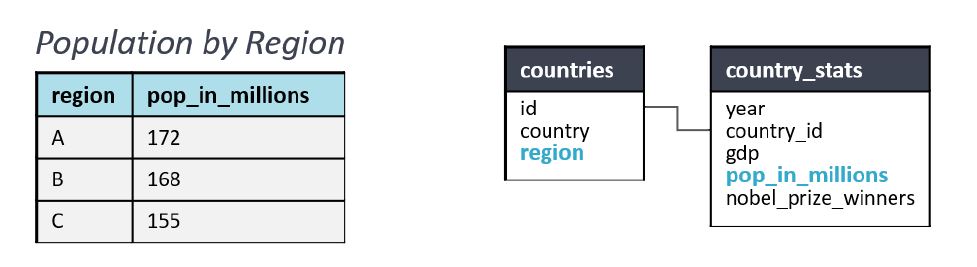 Population by Region
region pop_in_millions
A 172
B 168
C 155
countries
id
country
region
country_stats
year
country_id
gdp
pop_in_millions
nobel_prize_winners